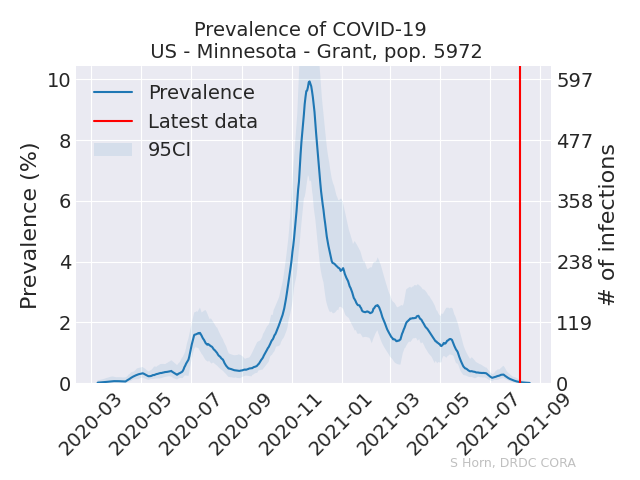 Prevalence of COVID-19
US - Minnesota - Grant, pop. 5972
Prevalence
Latest data
95CI
Prevalence (%)
10
8
6
4
2
0
597
477
358
238
119
0
# of infections
2020-03
2020-05
2020-07
2020-09
2020-11
2021-01
2021-03
2021-05
2021-07
2021-09
S Horn, DRDC CORA